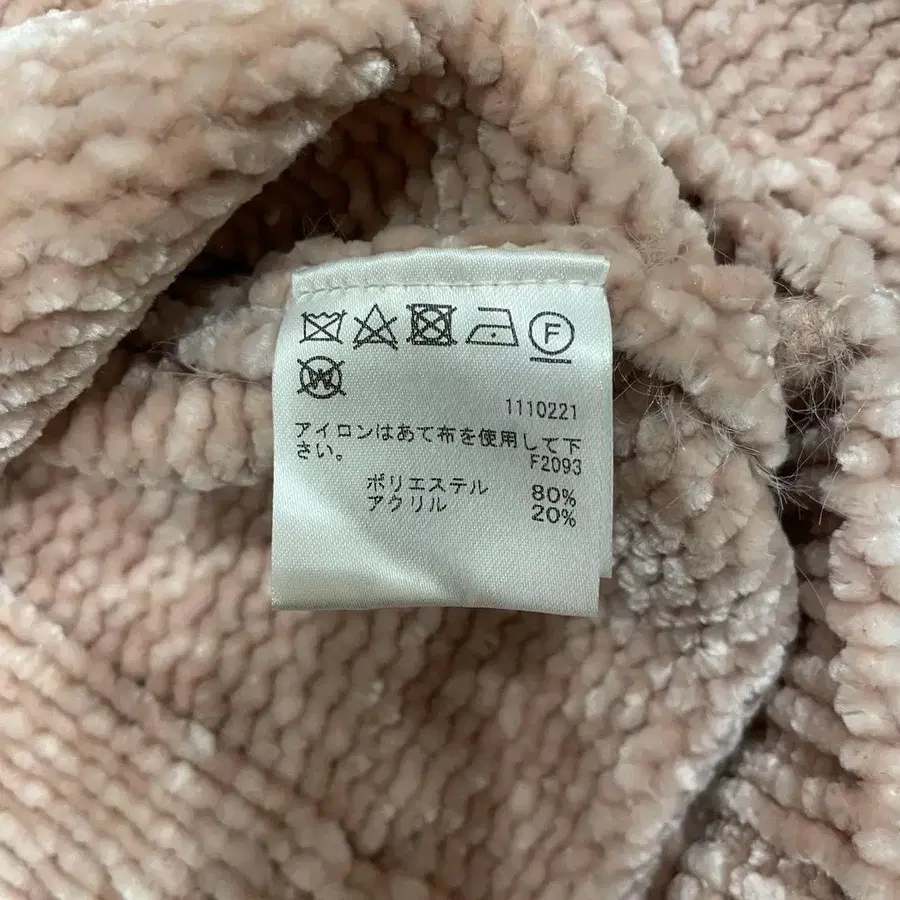 F
W
1110221
アイロンはあて布を使用して下
さい。
F2093
ポリエステル 80%
アクリル 20%